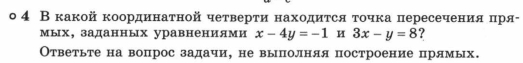 4 В какой координатной четверти находится точка пересечения пря-
мых, заданных уравнениями x – 4y = –1 и 3x – y = 8?
Ответьте на вопрос задачи, не выполняя построение прямых.